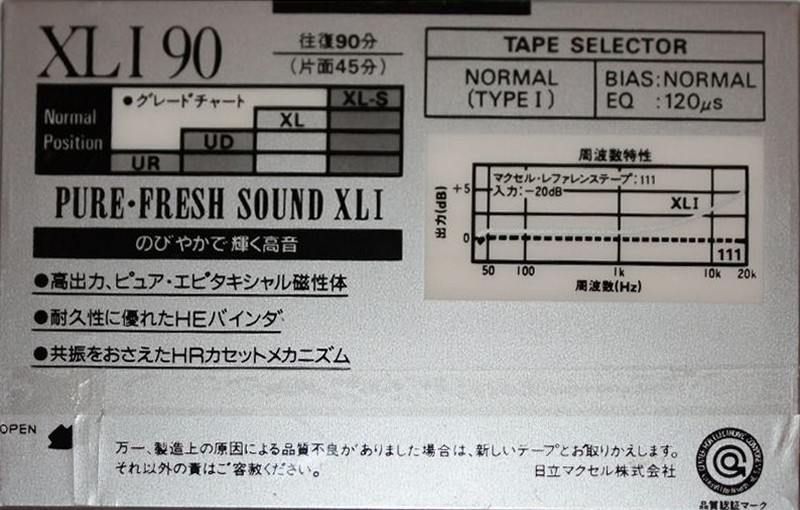 XLI 90
往復90分
(片面45分)
TAPE SELECTOR
NORMAL
(TYPE I)
BIAS:NORMAL
EQ :120μs
Normal
Position
●グレードチャート
XL-S
XL
UD
UR
PURE・FRESH SOUND XLI
のびやかで輝く高音
●高出力、ピュア・エピタキシャル磁性体
●耐久性に優れたHEバインダ
●共振をおさえたHRカセットメカニズム
周波数特性
マクセル・レファレンステープ:111
入力:-20dB
出力(dB)
+5
0
XLI
111
50 100 1k 10k 20k
周波数(Hz)
OPEN
万一、製造上の原因による品質不良がありました場合は、新しいテープとお取りかえします。
それ以外の責はご容赦ください。
日立マクセル株式会社
品質認証マーク